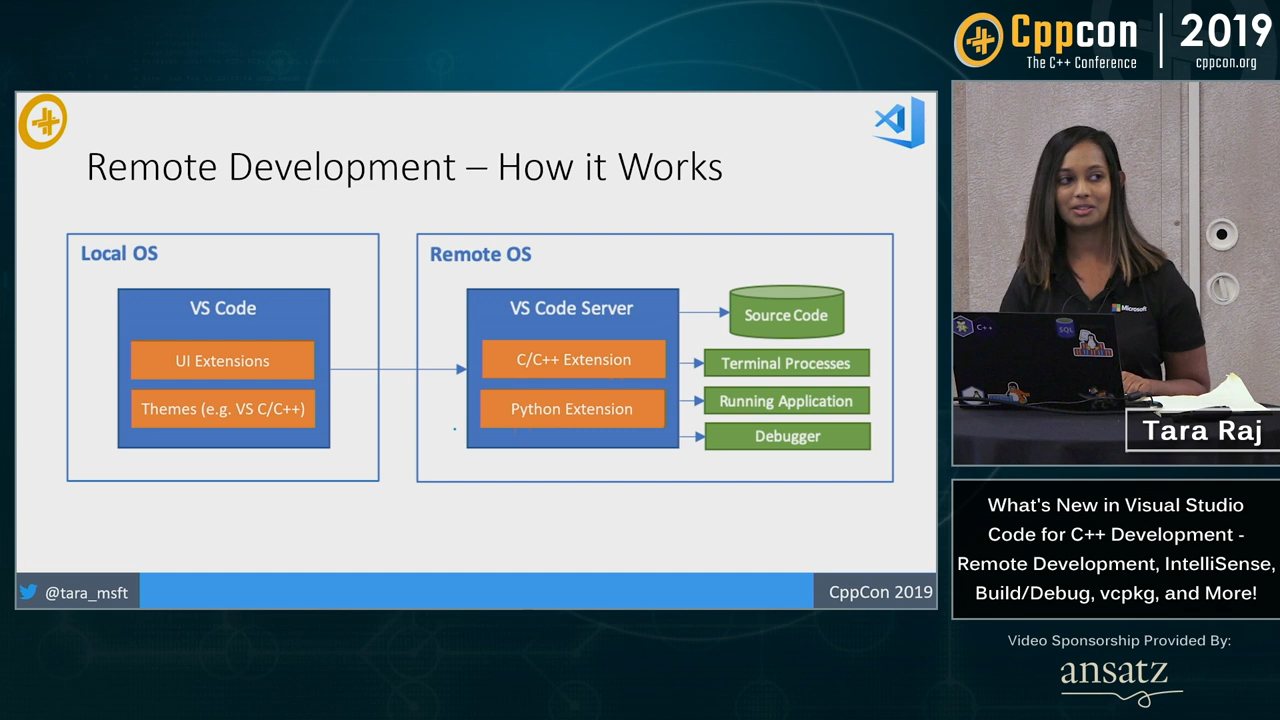 Cppcon
The C++ Conference
2019
cppcon.org
Remote Development – How it Works
Local OS
VS Code
UI Extensions
Themes (e.g. VS C/C++)
Remote OS
VS Code Server
C/C++ Extension
Python Extension
Source Code
Terminal Processes
Running Application
Debugger
@tara_msft
CppCon 2019
Microsoft
C++
SQL
Tara Raj
What's New in Visual Studio
Code for C++ Development -
Remote Development, IntelliSense,
Build/Debug, vcpkg, and More!
Video Sponsorship Provided By:
ansatz